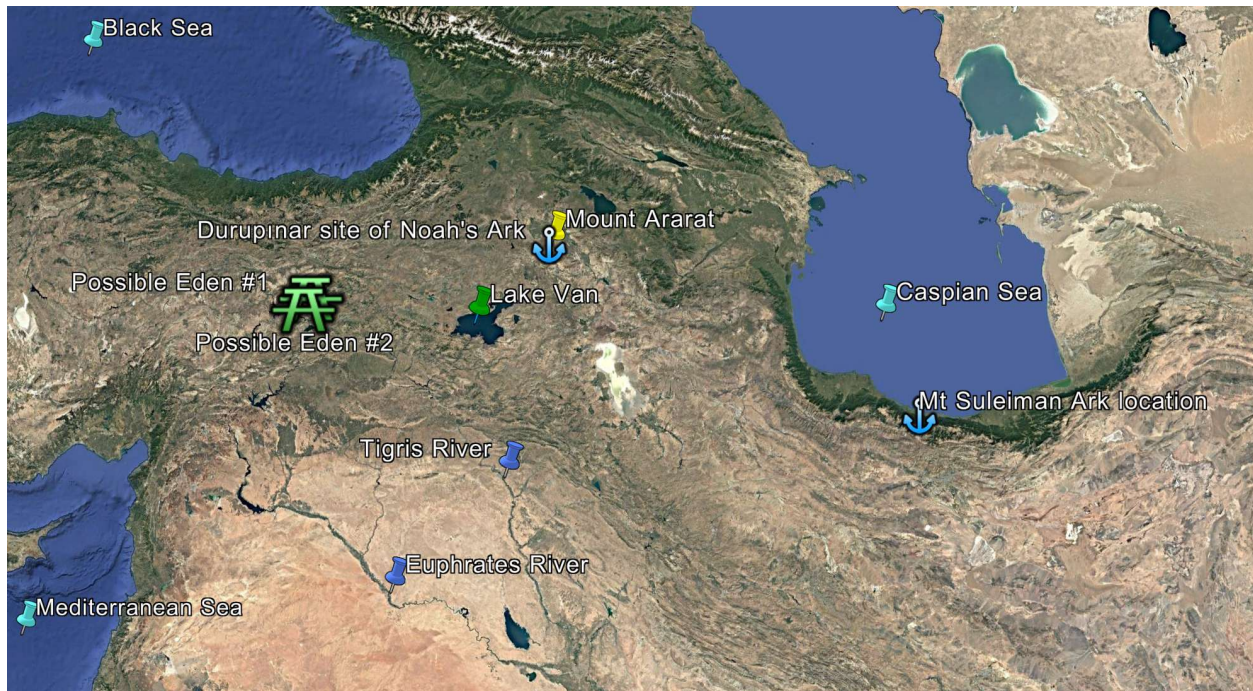 Black Sea
Durupınar site of Noah's Ark
Mount Ararat
Possible Eden #1
Lake Van
Caspian Sea
Possible Eden #2
Mt Suleiman Ark location
Tigris River
Euphrates River
Mediterranean Sea